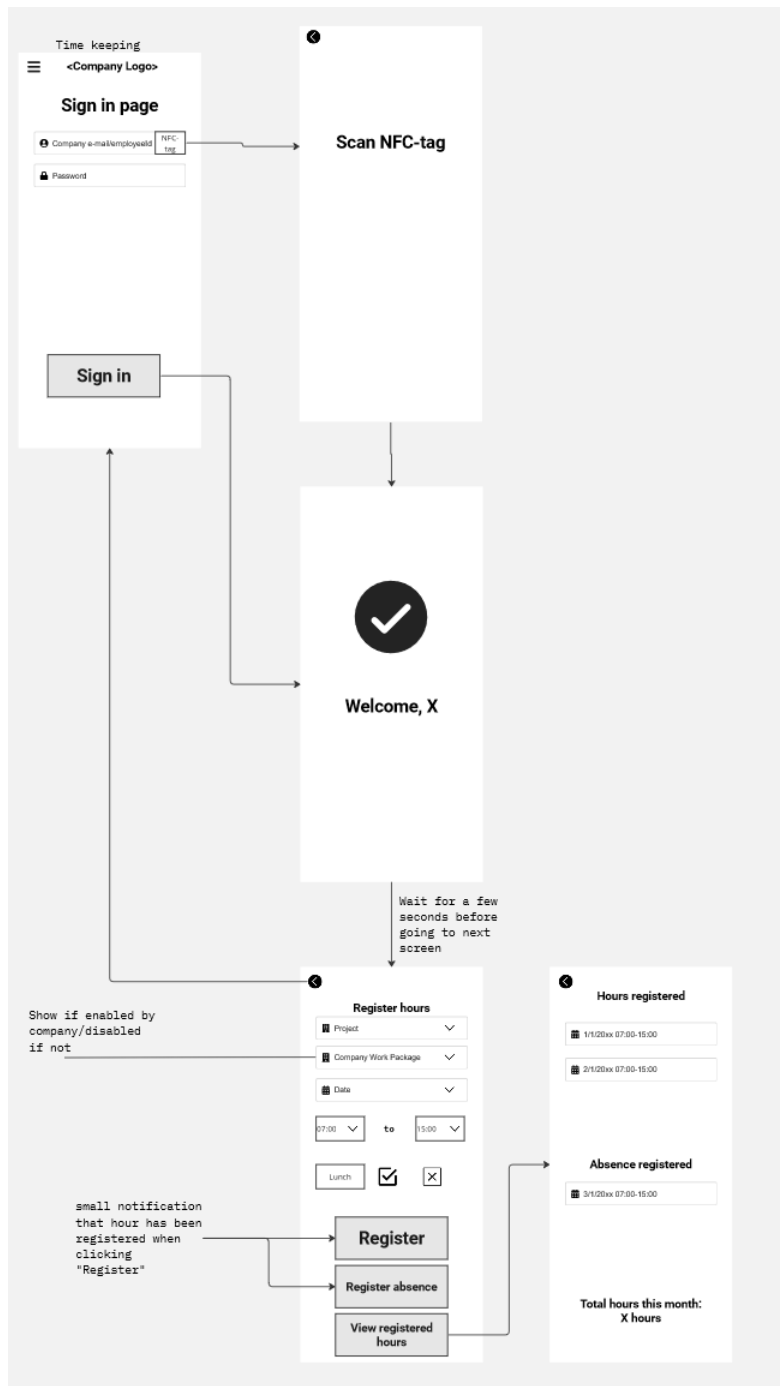 Time keeping
<Company Logo>
Sign in page
Company e-mail/employeeId
NFC-
tag
Password
Sign in
Scan NFC-tag
Welcome, X
Wait for a few
seconds before
going to next
screen
Show if enabled by
company/disabled
if not
Register hours
Project
Company Work Package
Date
07:00
to
15:00
Lunch
small notification
that hour has been
registered when
clicking
"Register"
Register
Register absence
View registered
hours
Hours registered
1/1/20xx 07:00-15:00
2/1/20xx 07:00-15:00
Absence registered
3/1/20xx 07:00-15:00
Total hours this month:
X hours